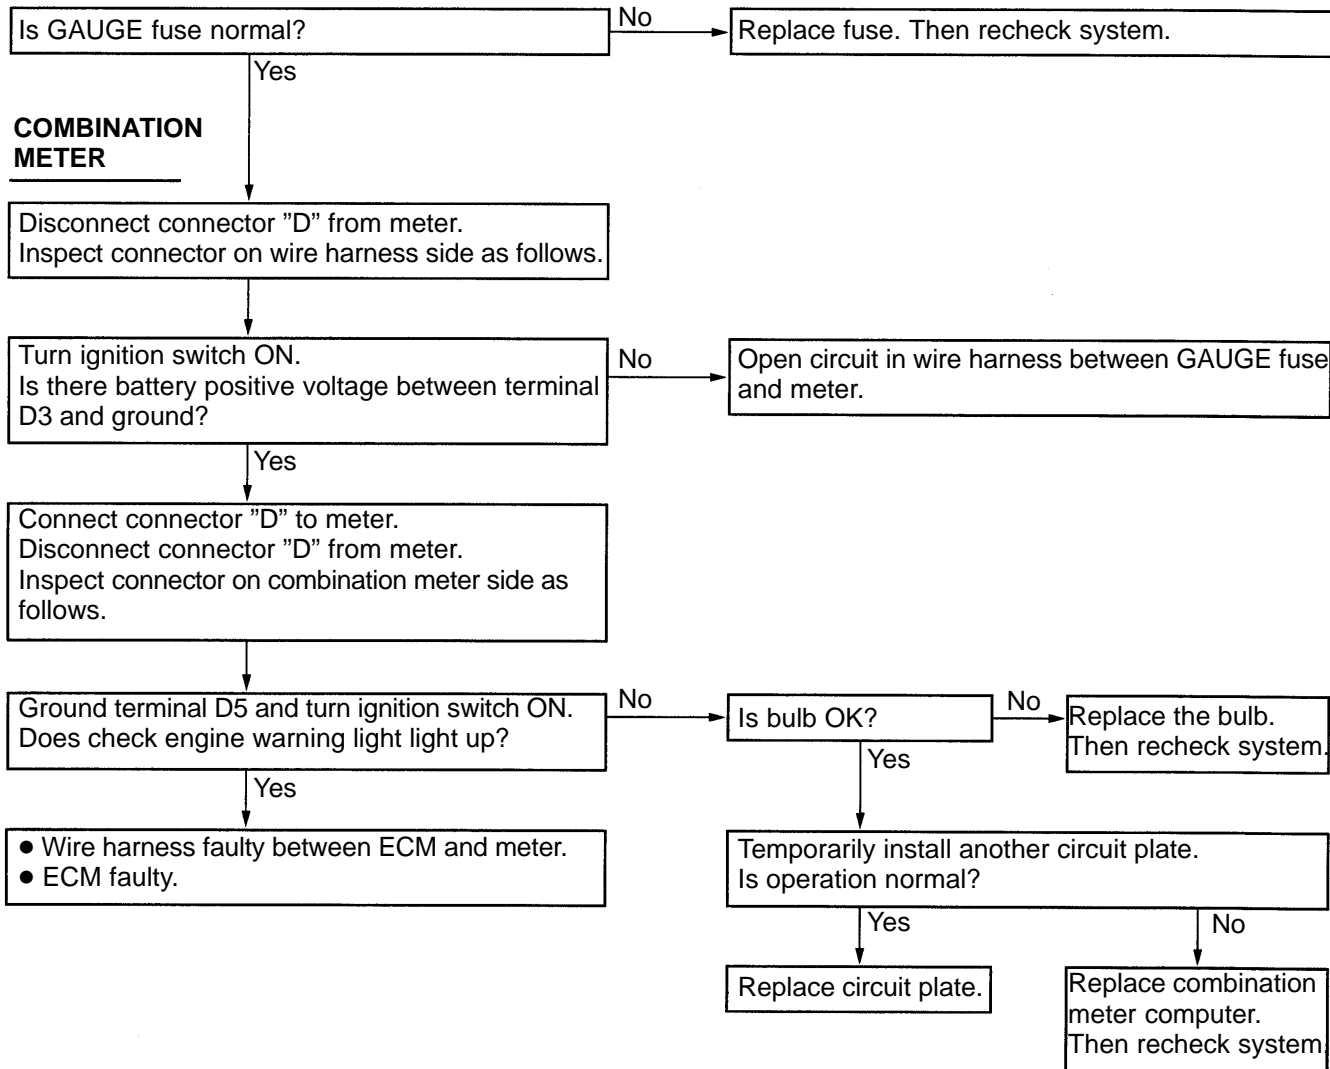 Is GAUGE fuse normal?
No
Replace fuse. Then recheck system.
Yes
COMBINATION
METER
Disconnect connector ”D” from meter.
Inspect connector on wire harness side as follows.
Turn ignition switch ON.
Is there battery positive voltage between terminal
D3 and ground?
No
Open circuit in wire harness between GAUGE fuse
and meter.
Yes
Connect connector ”D” to meter.
Disconnect connector ”D” from meter.
Inspect connector on combination meter side as
follows.
Ground terminal D5 and turn ignition switch ON.
Does check engine warning light light up?
No
Is bulb OK?
No
Replace the bulb.
Then recheck system.
Yes
Yes
● Wire harness faulty between ECM and meter.
● ECM faulty.
Temporarily install another circuit plate.
Is operation normal?
Yes
No
Replace circuit plate.
Replace combination
meter computer.
Then recheck system